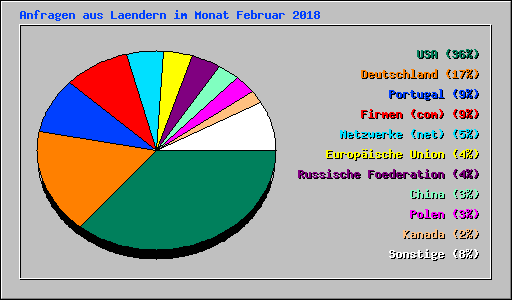 Anfragen aus Laendern im Monat Februar 2018
USA (36%)
Deutschland (17%)
Portugal (9%)
Firmen (com) (9%)
Netzwerke (net) (5%)
Europäische Union (4%)
Russische Foederation (4%)
China (3%)
Polen (3%)
Kanada (2%)
Sonstige (8%)